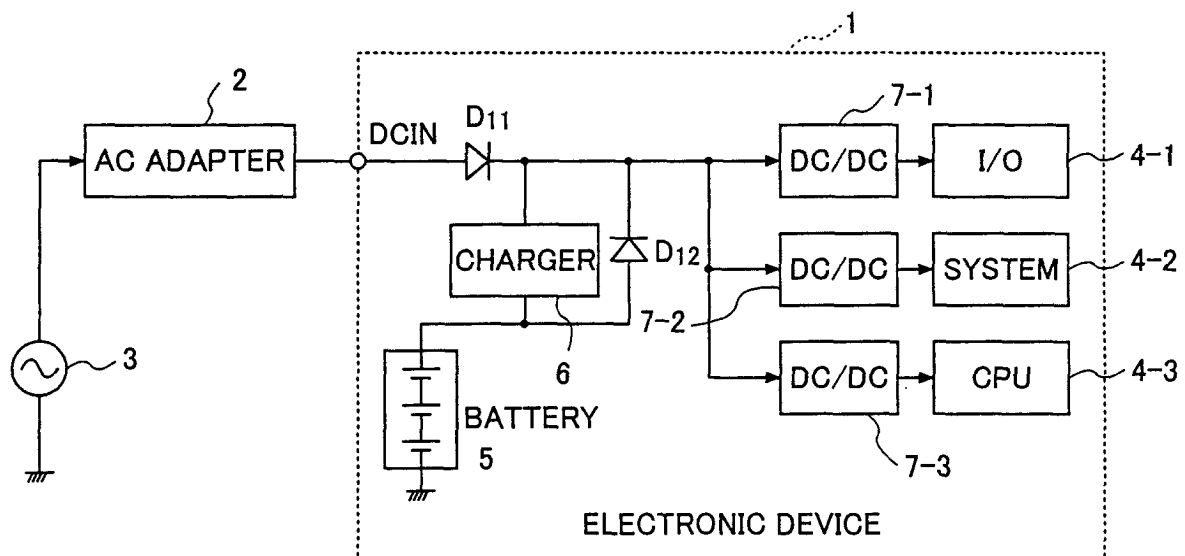 1
2
7-1
DCIN
D11
AC ADAPTER
DC/DC
I/O
4-1
CHARGER
D12
DC/DC
SYSTEM
4-2
7-2
3
6
DC/DC
CPU
4-3
BATTERY
5
7-3
ELECTRONIC DEVICE